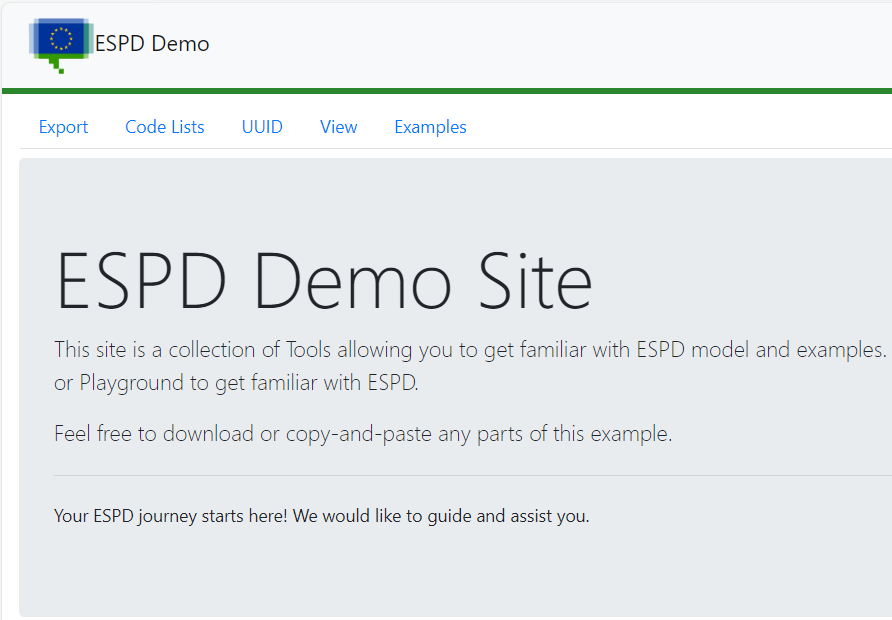 ESPD Demo
Export Code Lists UUID View Examples
ESPD Demo Site
This site is a collection of Tools allowing you to get familiar with ESPD model and examples.
or Playground to get familiar with ESPD.
Feel free to download or copy-and-paste any parts of this example.
Your ESPD journey starts here! We would like to guide and assist you.